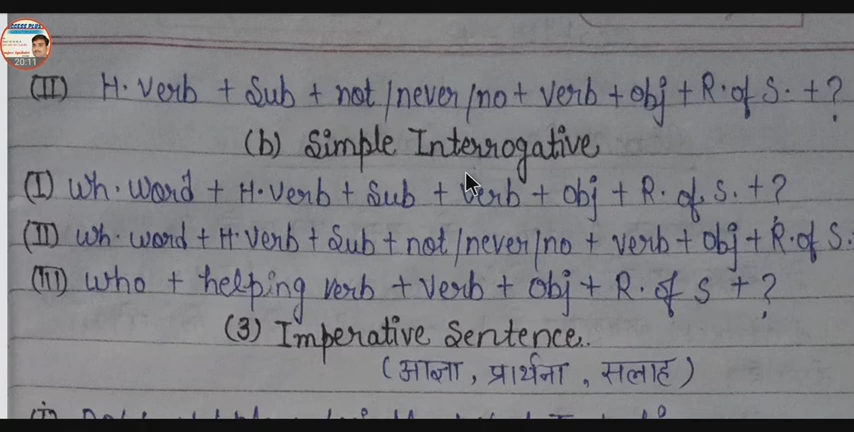 20:11
(II) H. verb + Sub + not/never/no + verb + obj + R. of S. + ?
(b) Simple Interrogative
(I) Wh. word + H. verb + Sub + verb + obj + R. of S. + ?
(II) wh. word + H. verb + Sub + not/never/no + verb + obj + R. of S.
(III) who + helping verb + verb + obj + R. of S + ?
(3) Imperative Sentence..
(आज्ञा, प्रार्थना, सलाह)